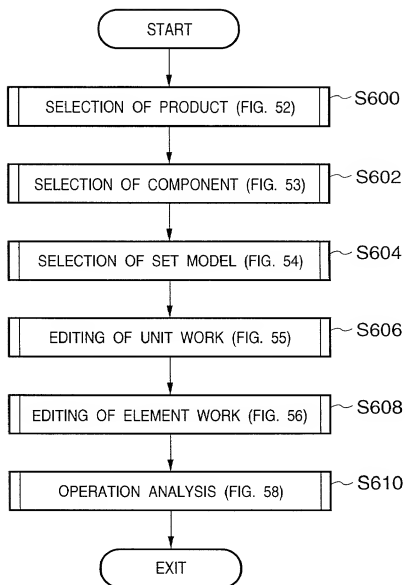 START
SELECTION OF PRODUCT (FIG. 52) S600
SELECTION OF COMPONENT (FIG. 53) S602
SELECTION OF SET MODEL (FIG. 54) S604
EDITING OF UNIT WORK (FIG. 55) S606
EDITING OF ELEMENT WORK (FIG. 56) S608
OPERATION ANALYSIS (FIG. 58) S610
EXIT